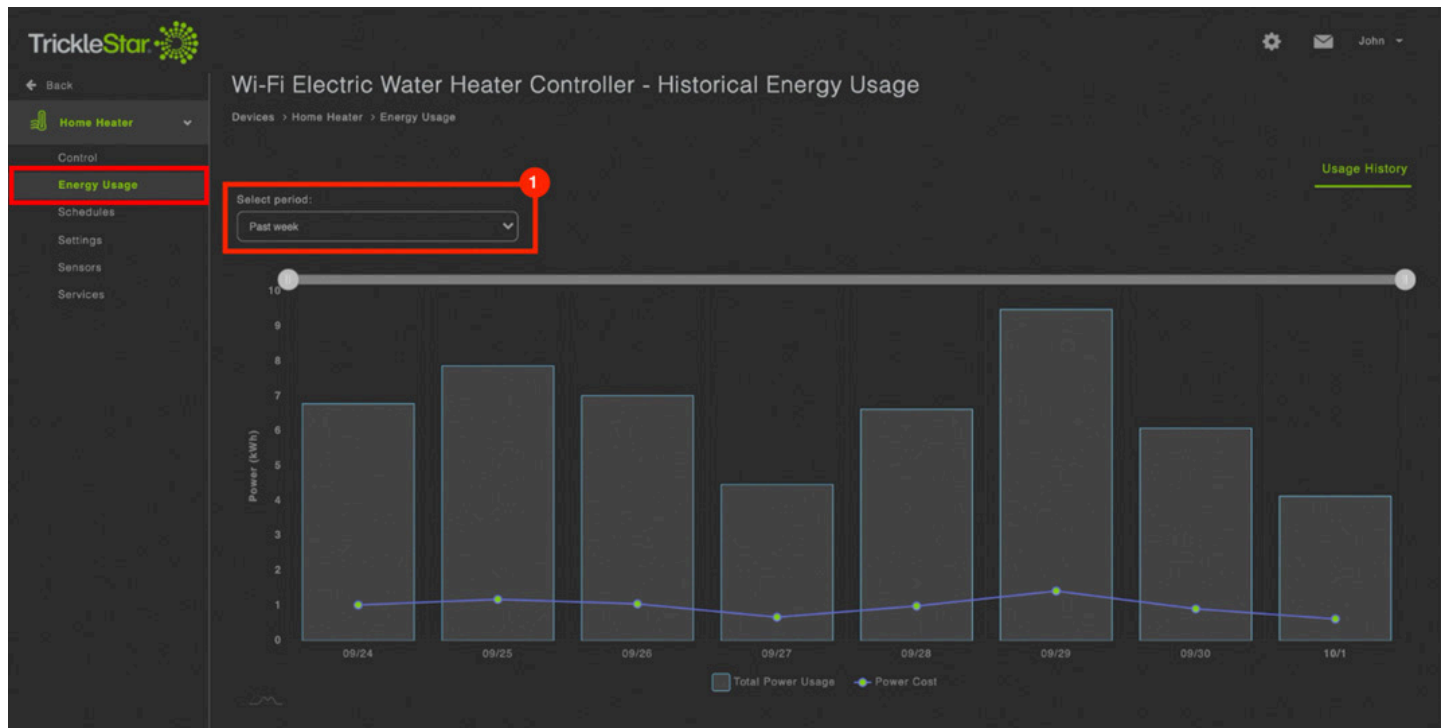 TrickleStar
John
Back
Wi-Fi Electric Water Heater Controller - Historical Energy Usage
Home Heater
Devices > Home Heater > Energy Usage
Control
Energy Usage
Schedules
Settings
Sensors
Services
Usage History
1
Select period:
Past week
10
9
8
7
6
5
4
3
2
1
0
Power (kWh)
09/24 09/25 09/26 09/27 09/28 09/29 09/30 10/1
Total Power Usage Power Cost